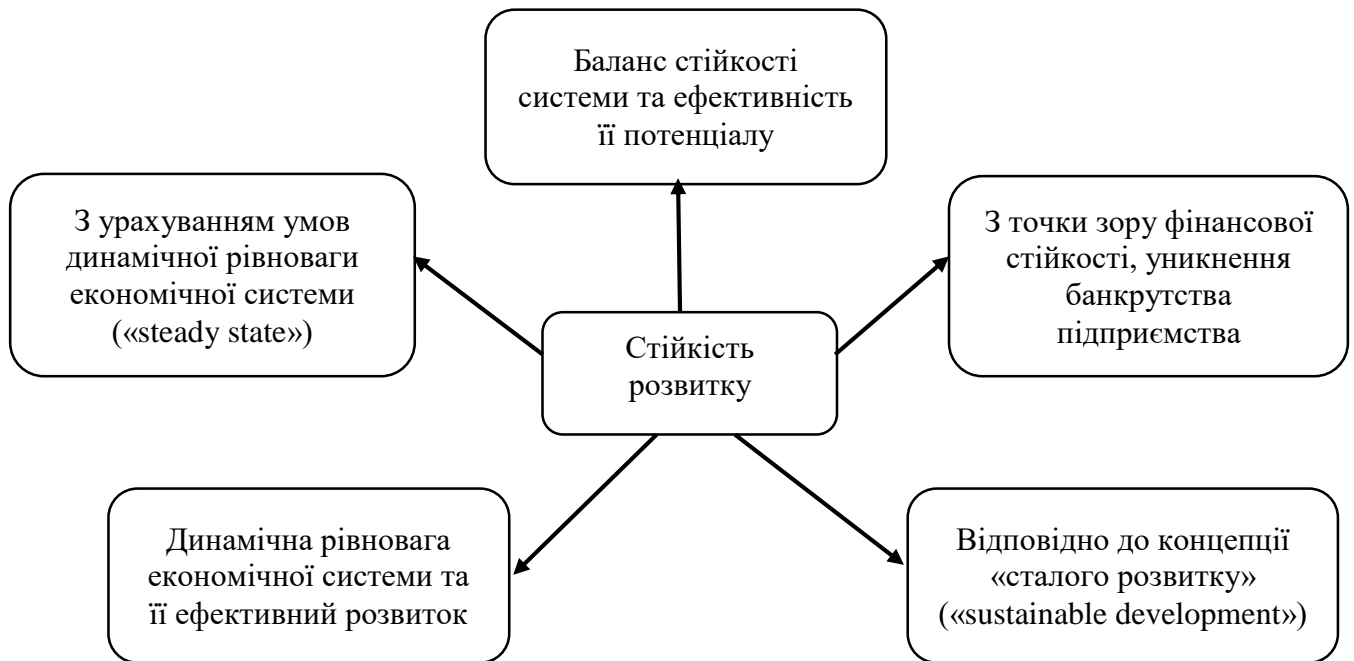 Баланс стійкості
системи та ефективність
її потенціалу
З урахуванням умов
динамічної рівноваги
економічної системи
(«steady state»)
З точки зору фінансової
стійкості, уникнення
банкрутства
підприємства
Стійкість
розвитку
Динамічна рівновага
економічної системи та
її ефективний розвиток
Відповідно до концепції
«сталого розвитку»
(«sustainable development»)